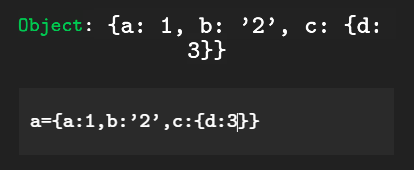 Object: {a: 1, b: ’2’, c: {d:
3}}
a={a:1,b:’2’,c:{d:3}}